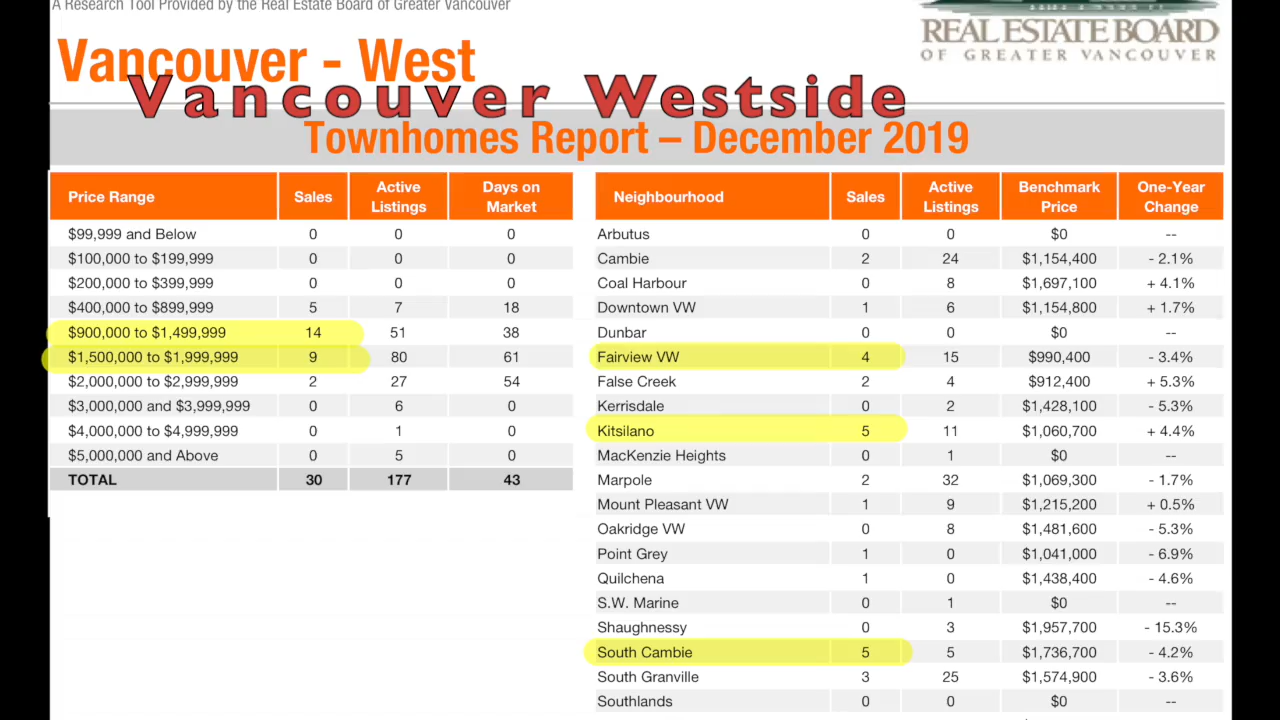 A Research Tool Provided by the Real Estate Board of Greater Vancouver
REAL ESTATE BOARD
OF GREATER VANCOUVER
Vancouver - West
Vancouver Westside
Townhomes Report – December 2019
Price Range Sales Active Listings Days on Market
$99,999 and Below 0 0 0
$100,000 to $199,999 0 0 0
$200,000 to $399,999 0 0 0
$400,000 to $899,999 5 7 18
$900,000 to $1,499,999 14 51 38
$1,500,000 to $1,999,999 9 80 61
$2,000,000 to $2,999,999 2 27 54
$3,000,000 and $3,999,999 0 6 0
$4,000,000 to $4,999,999 0 1 0
$5,000,000 and Above 0 5 0
TOTAL 30 177 43
Neighbourhood Sales Active Listings Benchmark Price One-Year Change
Arbutus 0 0 $0 --
Cambie 2 24 $1,154,400 - 2.1%
Coal Harbour 0 8 $1,697,100 + 4.1%
Downtown VW 1 6 $1,154,800 + 1.7%
Dunbar 0 0 $0 --
Fairview VW 4 15 $990,400 - 3.4%
False Creek 2 4 $912,400 + 5.3%
Kerrisdale 0 2 $1,428,100 - 5.3%
Kitsilano 5 11 $1,060,700 + 4.4%
MacKenzie Heights 0 1 $0 --
Marpole 2 32 $1,069,300 - 1.7%
Mount Pleasant VW 1 9 $1,215,200 + 0.5%
Oakridge VW 0 8 $1,481,600 - 5.3%
Point Grey 1 0 $1,041,000 - 6.9%
Quilchena 1 0 $1,438,400 - 4.6%
S.W. Marine 0 1 $0 --
Shaughnessy 0 3 $1,957,700 - 15.3%
South Cambie 5 5 $1,736,700 - 4.2%
South Granville 3 25 $1,574,900 - 3.6%
Southlands 0 0 $0 --